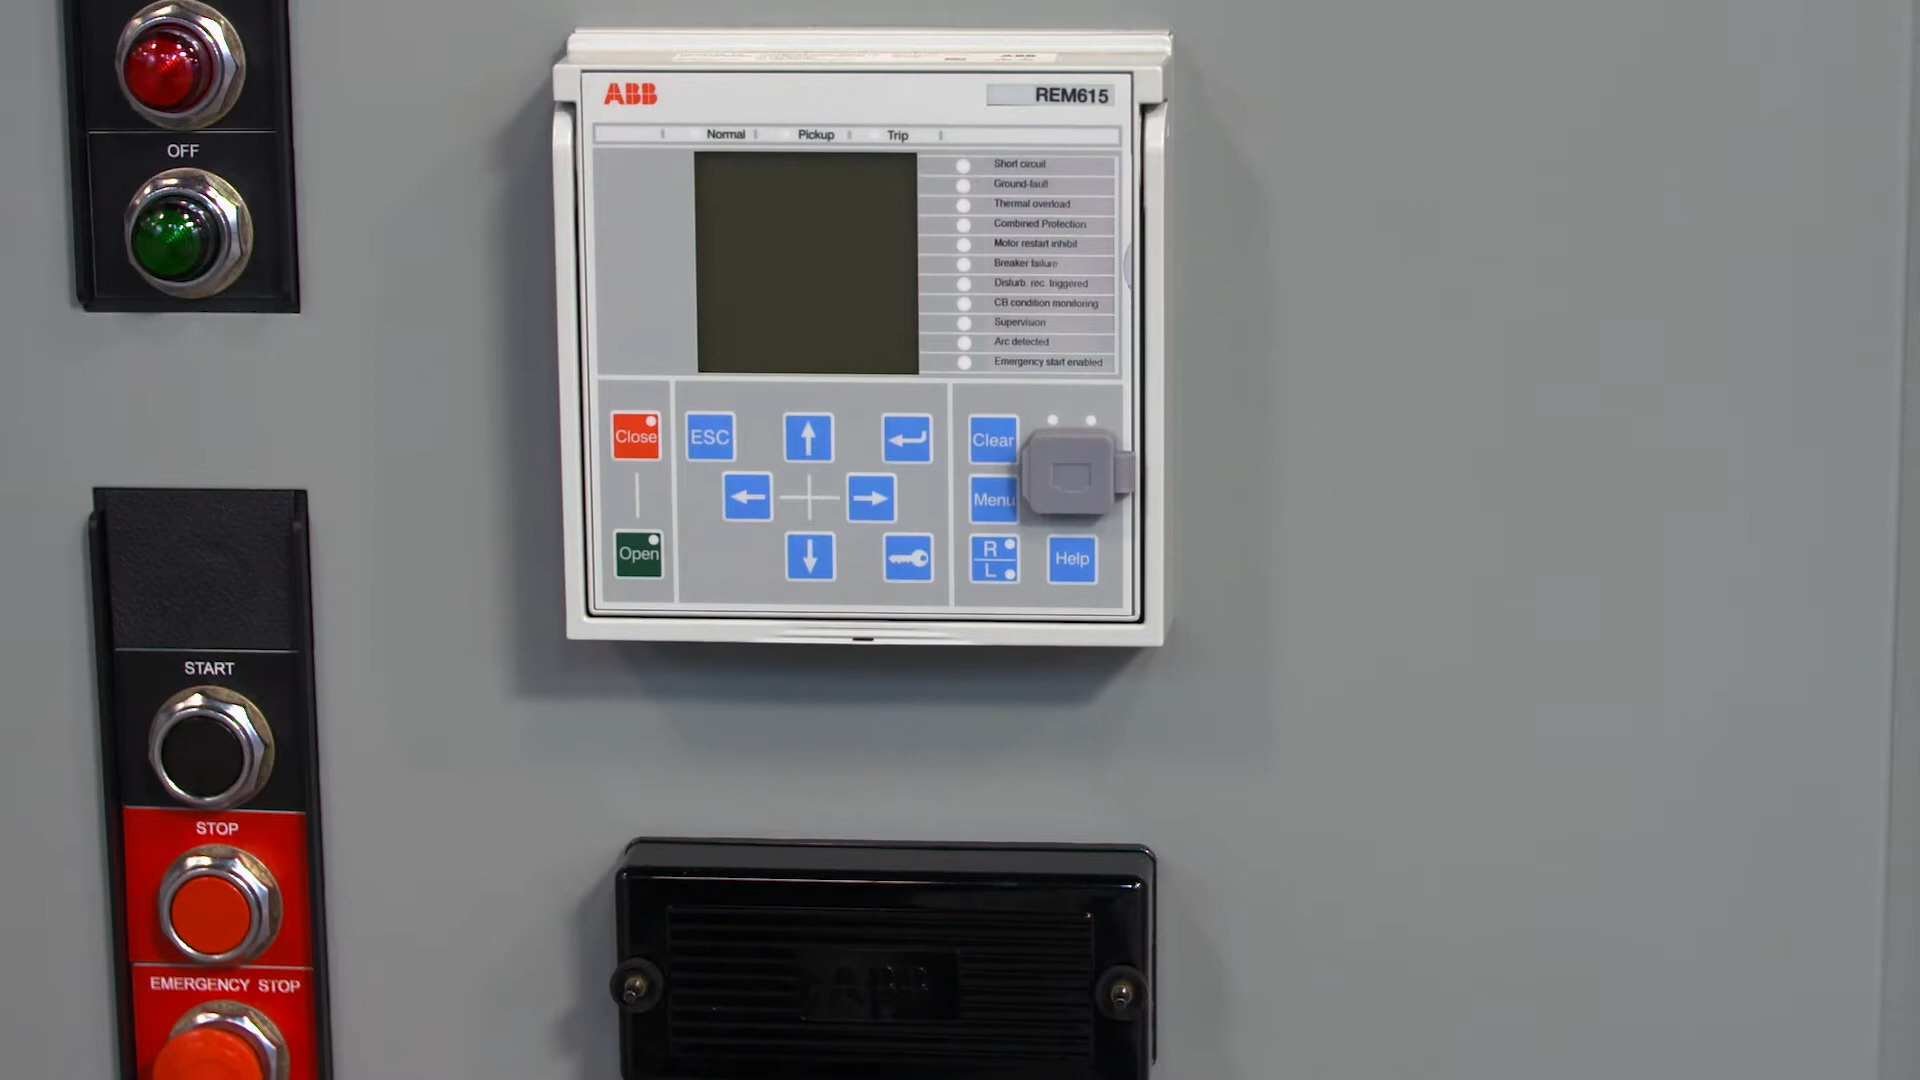 OFF
START
STOP
EMERGENCY STOP
ABB
REM615
Normal
Pickup
Trip
Short circuit
Ground-fault
Thermal overload
Combined Protection
Motor restart inhibit
Breaker failure
Disturb. rec. triggered
CB condition monitoring
Supervision
Arc detected
Emergency start enabled
Close
ESC
Clear
Menu
Open
R
L
Help
ABB